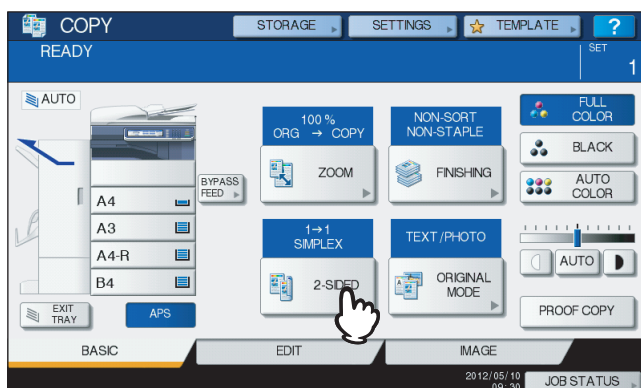 COPY
STORAGE
SETTINGS
TEMPLATE
?
READY
SET
1
AUTO
100 %
ORG → COPY
NON-SORT
NON-STAPLE
FULL
COLOR
ZOOM
FINISHING
BLACK
BYPASS
FEED
AUTO
COLOR
A4
A3
A4-R
B4
1→1
SIMPLEX
TEXT/PHOTO
2-SIDED
ORIGINAL
MODE
AUTO
EXIT
TRAY
APS
PROOF COPY
BASIC
EDIT
IMAGE
2012/05/10
09:30
JOB STATUS